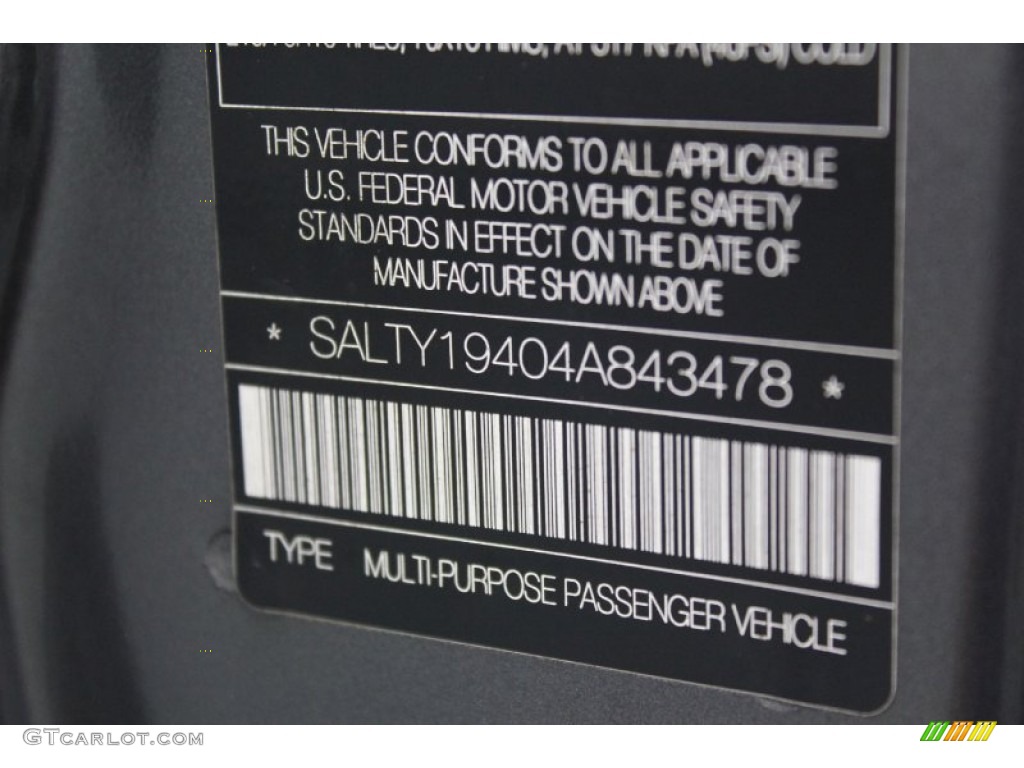 THIS VEHICLE CONFORMS TO ALL APPLICABLE
U.S. FEDERAL MOTOR VEHICLE SAFETY
STANDARDS IN EFFECT ON THE DATE OF
MANUFACTURE SHOWN ABOVE
* SALTY19404A843478 *
TYPE MULTI-PURPOSE PASSENGER VEHICLE
GTCARLOT.COM